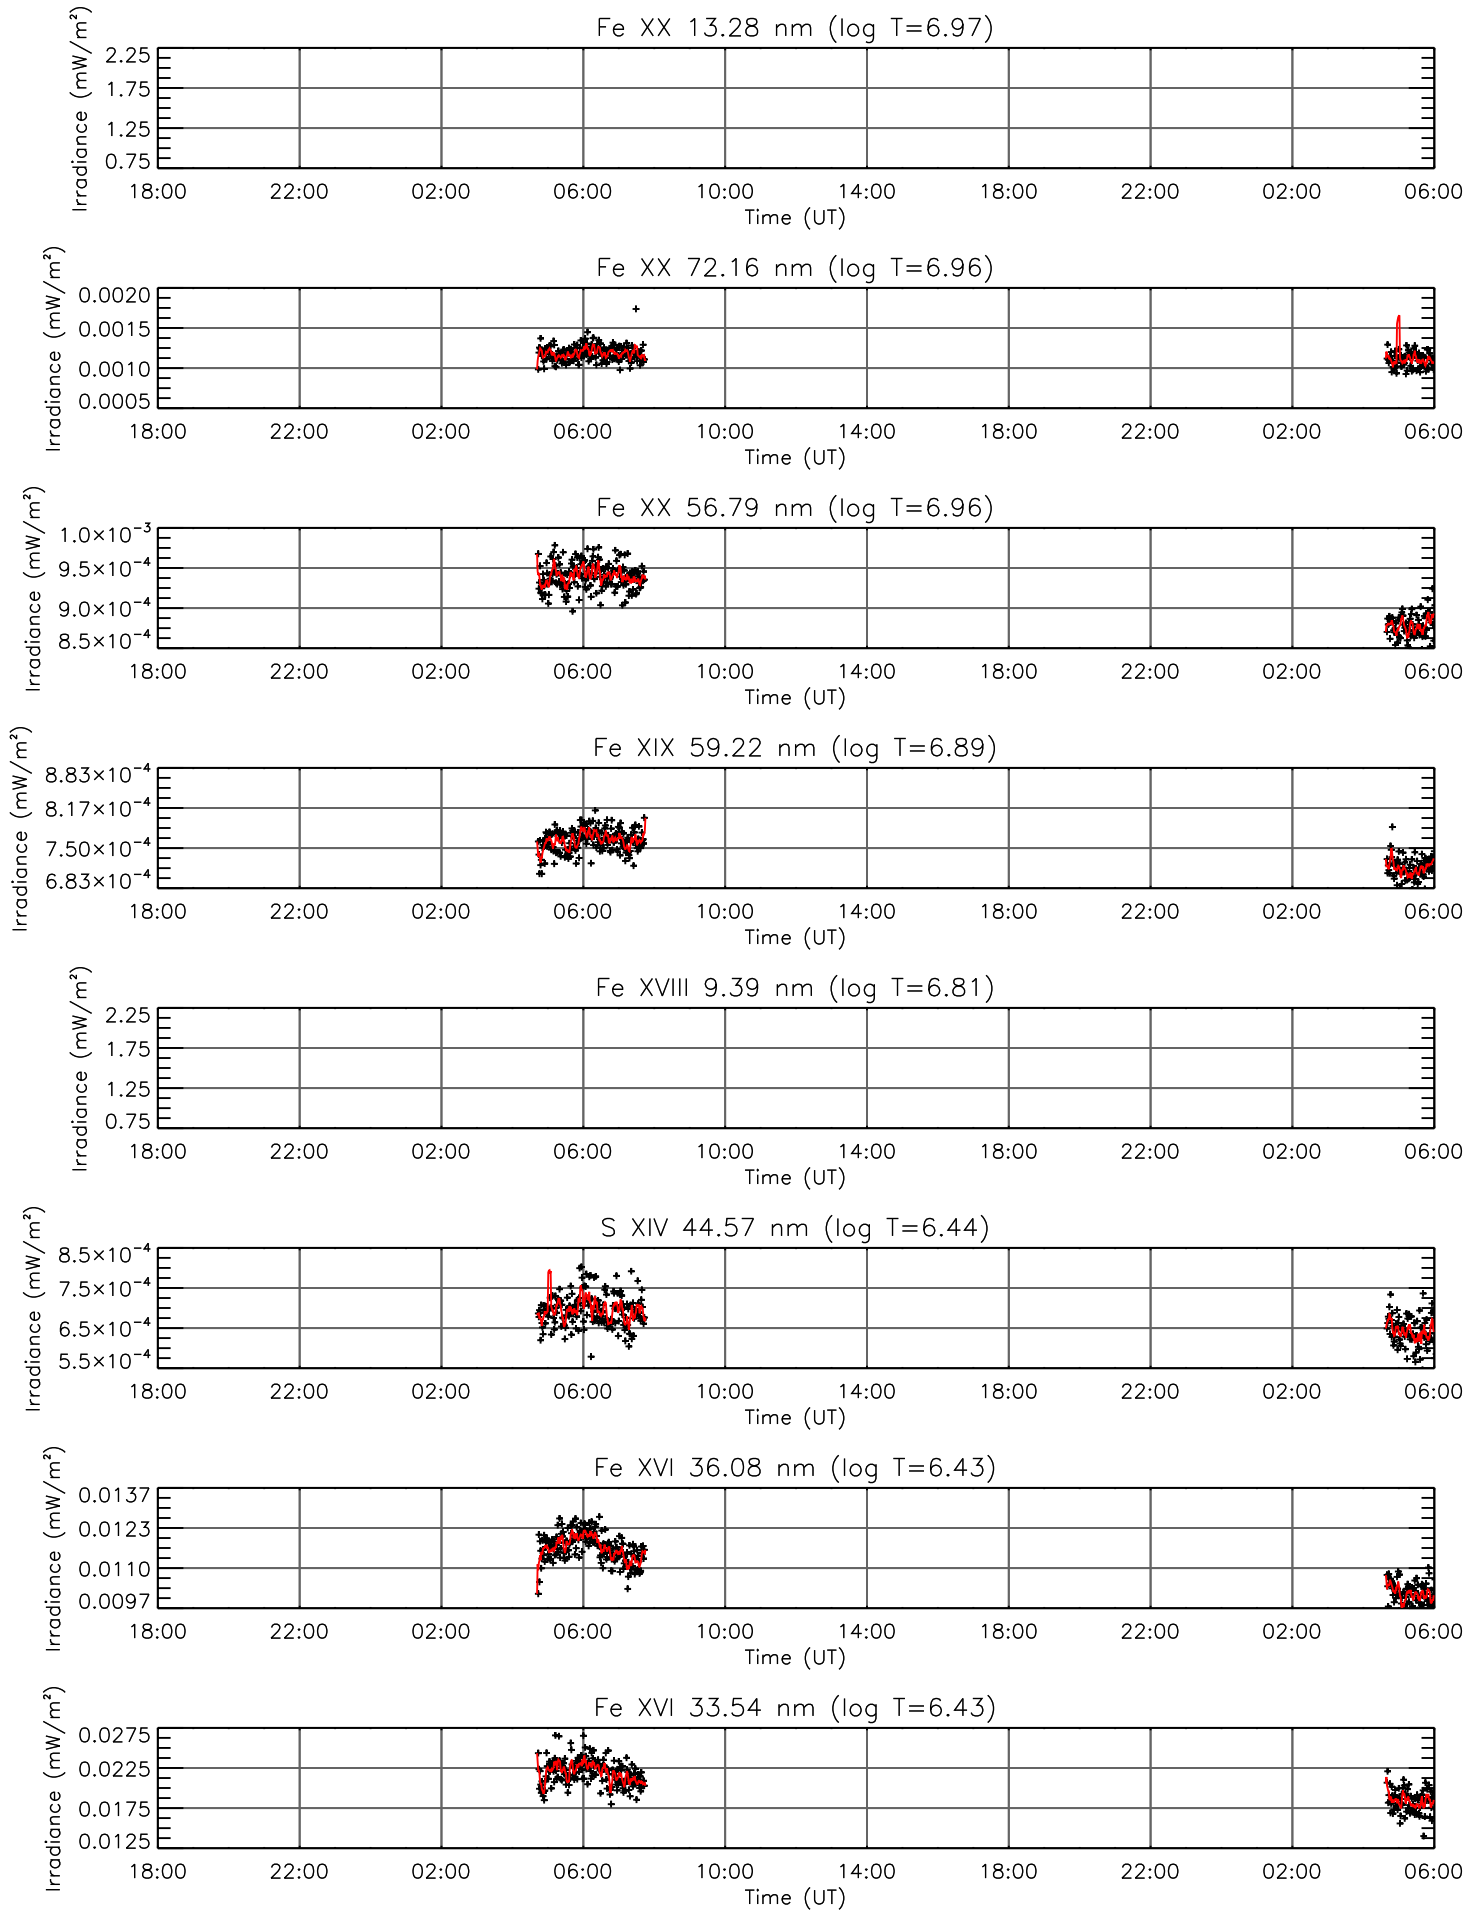 Fe XX 13.28 nm (log T=6.97)
Irradiance (mW/m²)
2.25
1.75
1.25
0.75
18:00 22:00 02:00 06:00 10:00 14:00 18:00 22:00 02:00 06:00
Time (UT)
Fe XX 72.16 nm (log T=6.96)
Irradiance (mW/m²)
0.0020
0.0015
0.0010
0.0005
18:00 22:00 02:00 06:00 10:00 14:00 18:00 22:00 02:00 06:00
Time (UT)
Fe XX 56.79 nm (log T=6.96)
Irradiance (mW/m²)
1.0×10⁻³
9.5×10⁻⁴
9.0×10⁻⁴
8.5×10⁻⁴
18:00 22:00 02:00 06:00 10:00 14:00 18:00 22:00 02:00 06:00
Time (UT)
Fe XIX 59.22 nm (log T=6.89)
Irradiance (mW/m²)
8.83×10⁻⁴
8.17×10⁻⁴
7.50×10⁻⁴
6.83×10⁻⁴
18:00 22:00 02:00 06:00 10:00 14:00 18:00 22:00 02:00 06:00
Time (UT)
Fe XVIII 9.39 nm (log T=6.81)
Irradiance (mW/m²)
2.25
1.75
1.25
0.75
18:00 22:00 02:00 06:00 10:00 14:00 18:00 22:00 02:00 06:00
Time (UT)
S XIV 44.57 nm (log T=6.44)
Irradiance (mW/m²)
8.5×10⁻⁴
7.5×10⁻⁴
6.5×10⁻⁴
5.5×10⁻⁴
18:00 22:00 02:00 06:00 10:00 14:00 18:00 22:00 02:00 06:00
Time (UT)
Fe XVI 36.08 nm (log T=6.43)
Irradiance (mW/m²)
0.0137
0.0123
0.0110
0.0097
18:00 22:00 02:00 06:00 10:00 14:00 18:00 22:00 02:00 06:00
Time (UT)
Fe XVI 33.54 nm (log T=6.43)
Irradiance (mW/m²)
0.0275
0.0225
0.0175
0.0125
18:00 22:00 02:00 06:00 10:00 14:00 18:00 22:00 02:00 06:00
Time (UT)